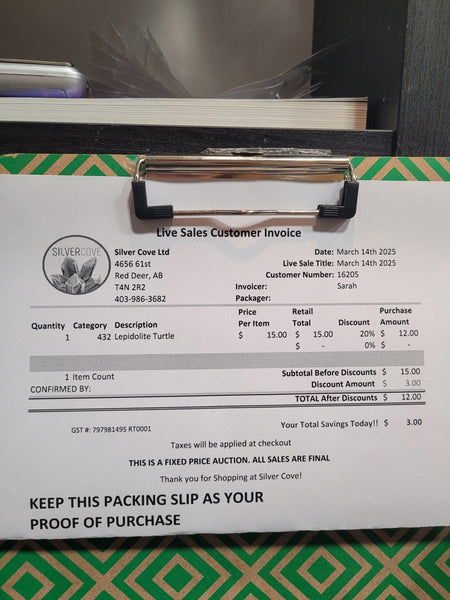 Live Sales Customer Invoice
SILVERCOVE
Silver Cove Ltd
4656 61st
Red Deer, AB
T4N 2R2
403-986-3682
Date: March 14th 2025
Live Sale Title: March 14th 2025
Customer Number: 16205
Invoicer: Sarah
Packager:
Quantity Category Description Price Per Item Retail Total Discount Purchase Amount
1 432 Lepidolite Turtle $ 15.00 $ 15.00 20% $ 12.00
$ - 0% $ -
1 Item Count Subtotal Before Discounts $ 15.00
CONFIRMED BY: Discount Amount $ 3.00
TOTAL After Discounts $ 12.00
GST #: 797981495 RT0001 Your Total Savings Today!! $ 3.00
Taxes will be applied at checkout
THIS IS A FIXED PRICE AUCTION. ALL SALES ARE FINAL
Thank you for Shopping at Silver Cove!
KEEP THIS PACKING SLIP AS YOUR
PROOF OF PURCHASE